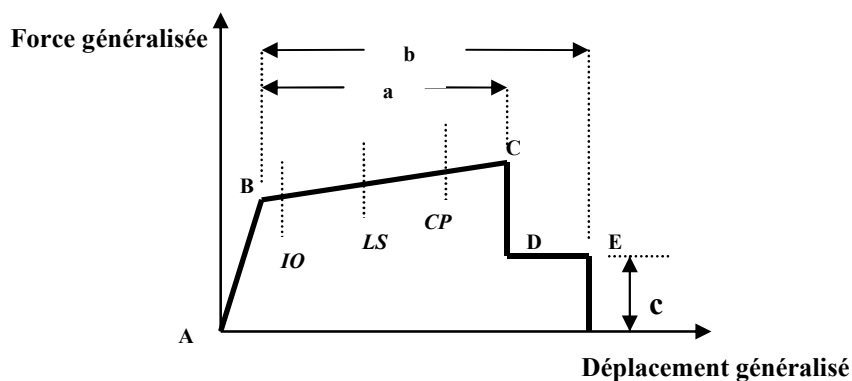 Force généralisée
b
a
C
B
CP
LS
IO
D
E
c
A
Déplacement généralisé